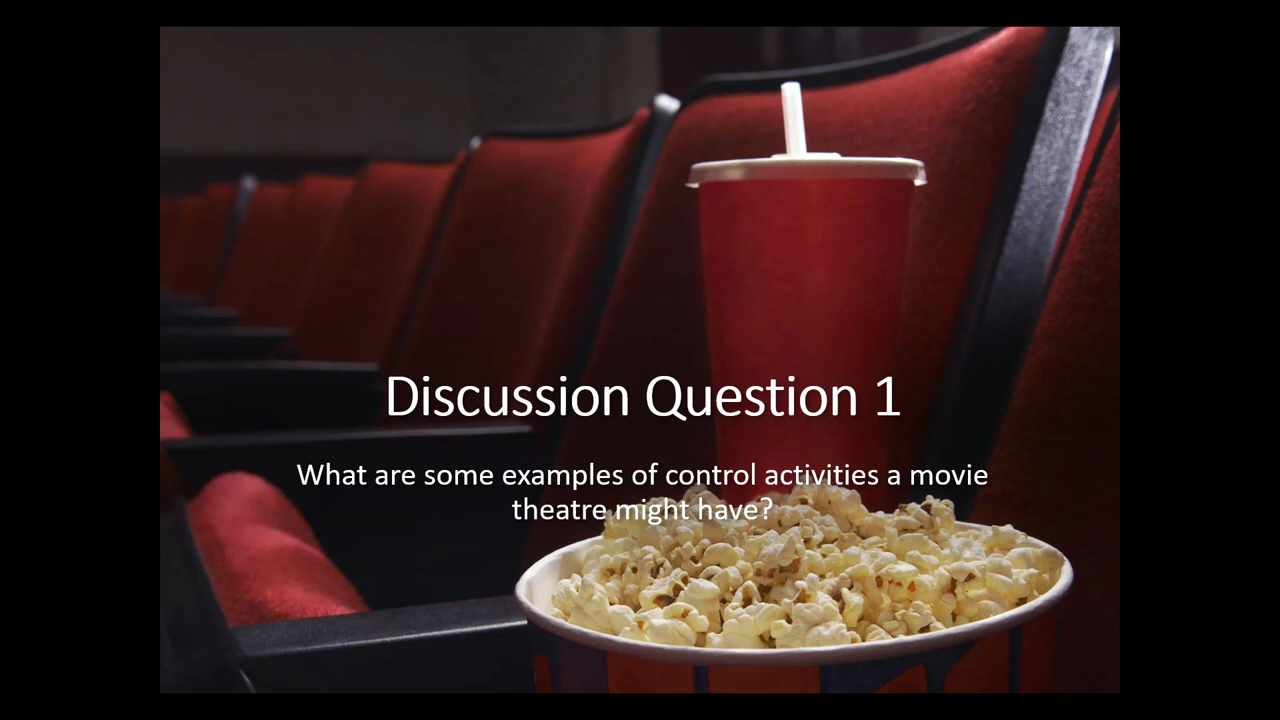 Discussion Question 1
What are some examples of control activities a movie
theatre might have?